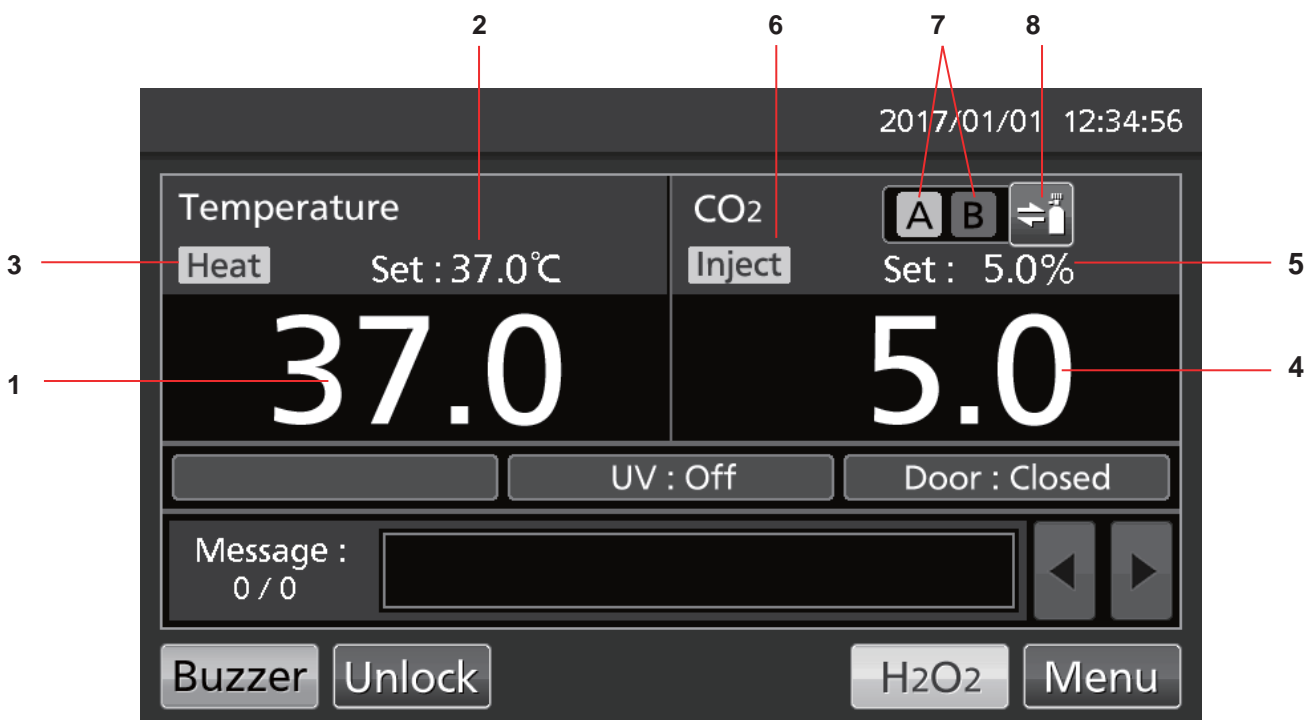 2 6 7 8
2017/01/01 12:34:56
Temperature CO2 A B
3 Heat Set : 37.0℃ Inject Set : 5.0% 5
1 37.0 5.0 4
UV : Off Door : Closed
Message :
0 / 0
Buzzer Unlock H2O2 Menu